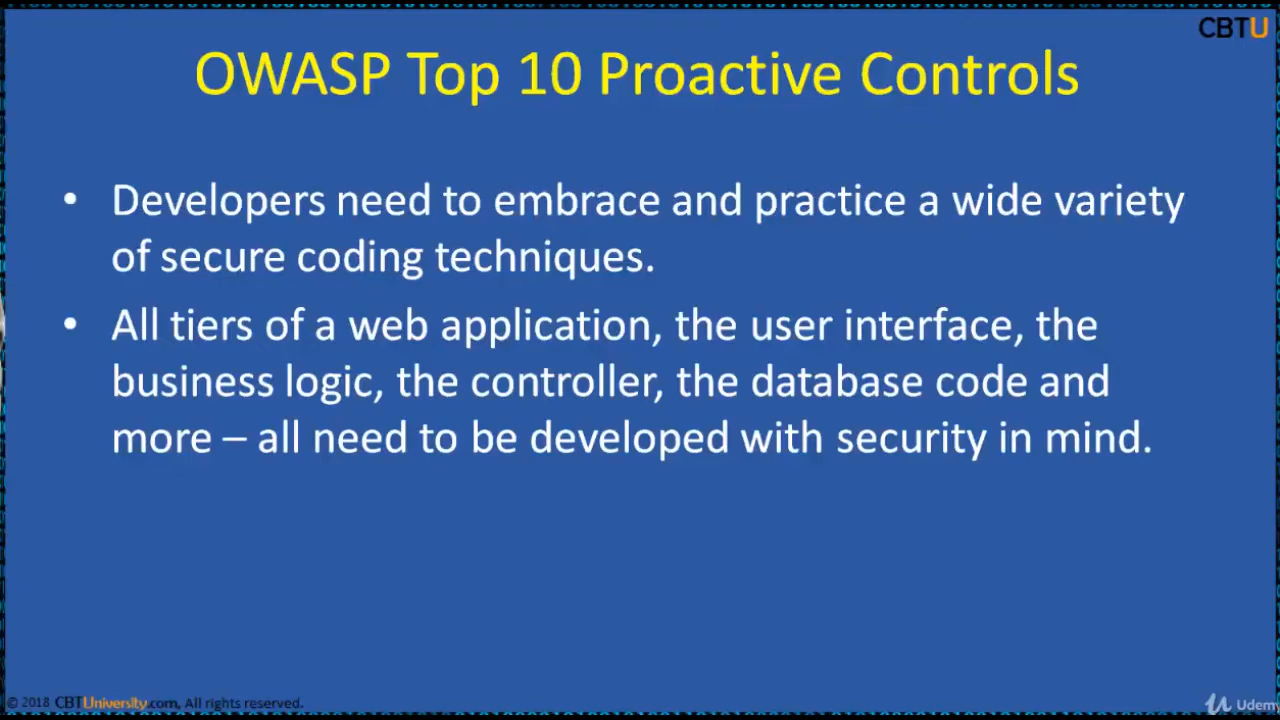 CBTU
OWASP Top 10 Proactive Controls
• Developers need to embrace and practice a wide variety
of secure coding techniques.
• All tiers of a web application, the user interface, the
business logic, the controller, the database code and
more – all need to be developed with security in mind.
© 2018 CBTUniversity.com, All rights reserved.